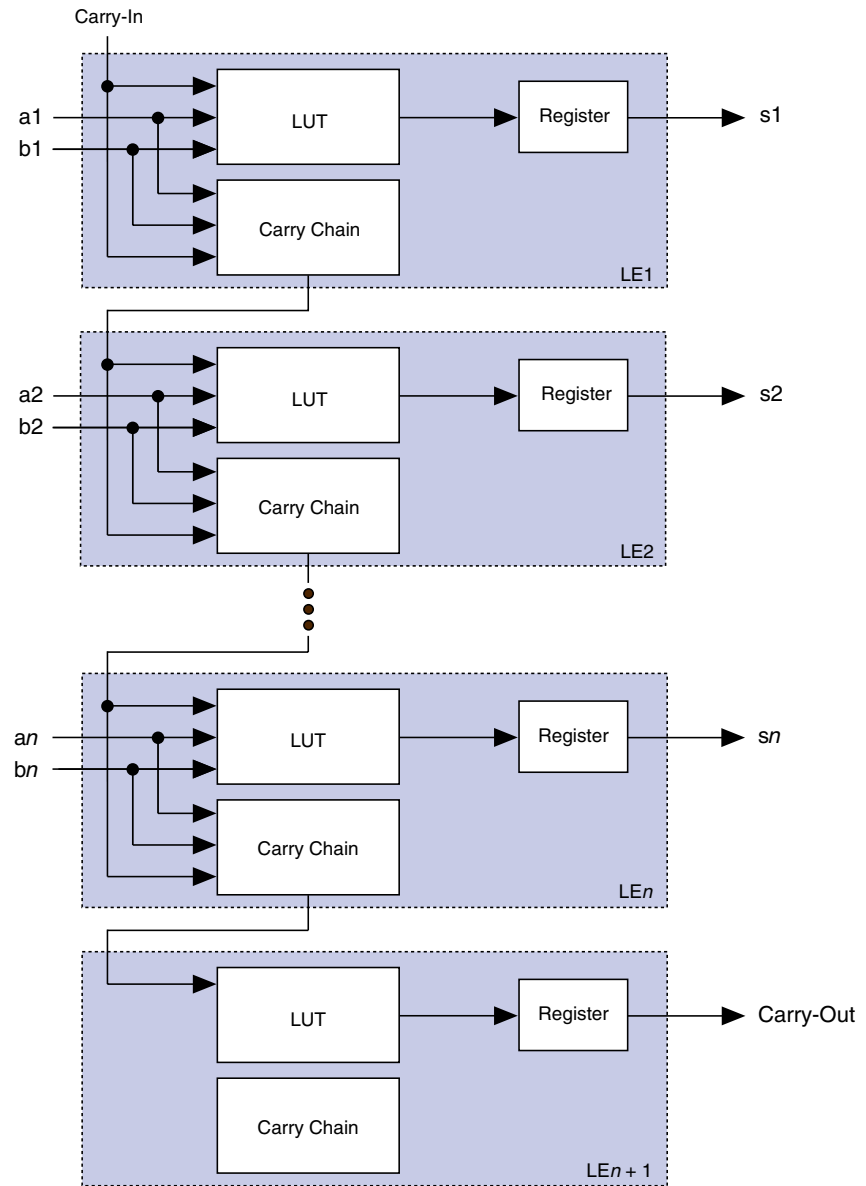 Carry-In
a1
b1
LUT
Register
s1
Carry Chain
LE1
a2
b2
LUT
Register
s2
Carry Chain
LE2
an
bn
LUT
Register
sn
Carry Chain
LEn
LUT
Register
Carry-Out
Carry Chain
LEn + 1